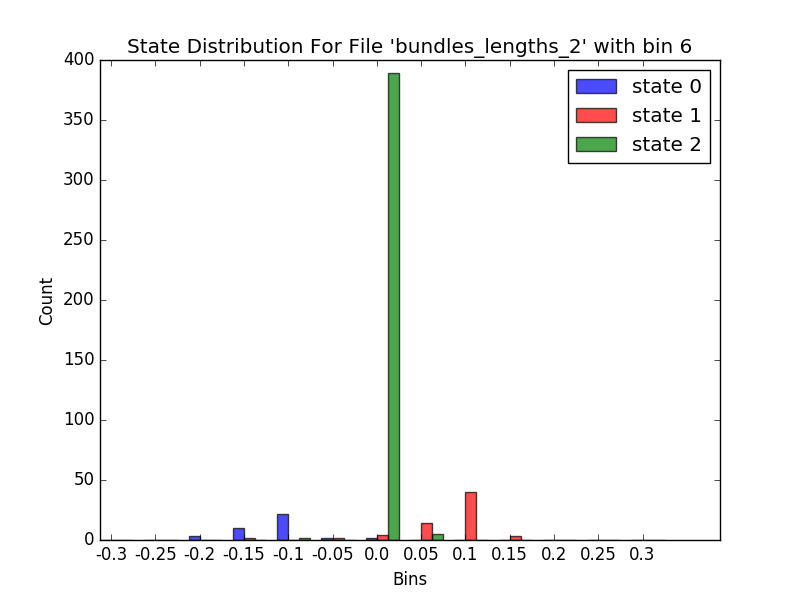 State Distribution For File 'bundles_lengths_2' with bin 6
400
350
300
250
200
150
100
50
0
Count
state 0
state 1
state 2
-0.3 -0.25 -0.2 -0.15 -0.1 -0.05 0.0 0.05 0.1 0.15 0.2 0.25 0.3
Bins